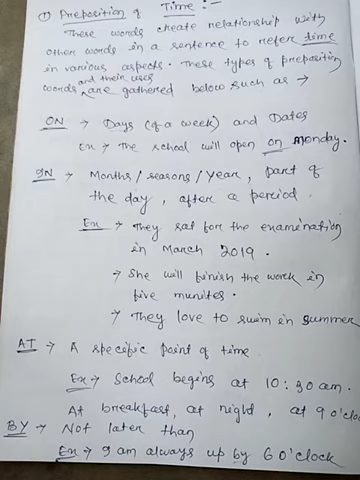 ① Preposition of Time :-
These words create relationship with
other words in a sentence to refer time
in various aspects. These types of preposition
and their uses
words are gathered below such as →
ON → Days (of a week) and Dates
Ex → The school will open on Monday.
IN → Months/seasons/Year, part of
the day, after a period.
Ex → They sat for the examination
in March 2019.
→ She will finish the work in
five munites.
→ They love to swim in summer
AT → A specific point of time
Ex → School begins at 10:30 am.
At breakfast, at night, at 9 o'cloc
BY → Not later than
Ex → I am always up by 6 O'clock